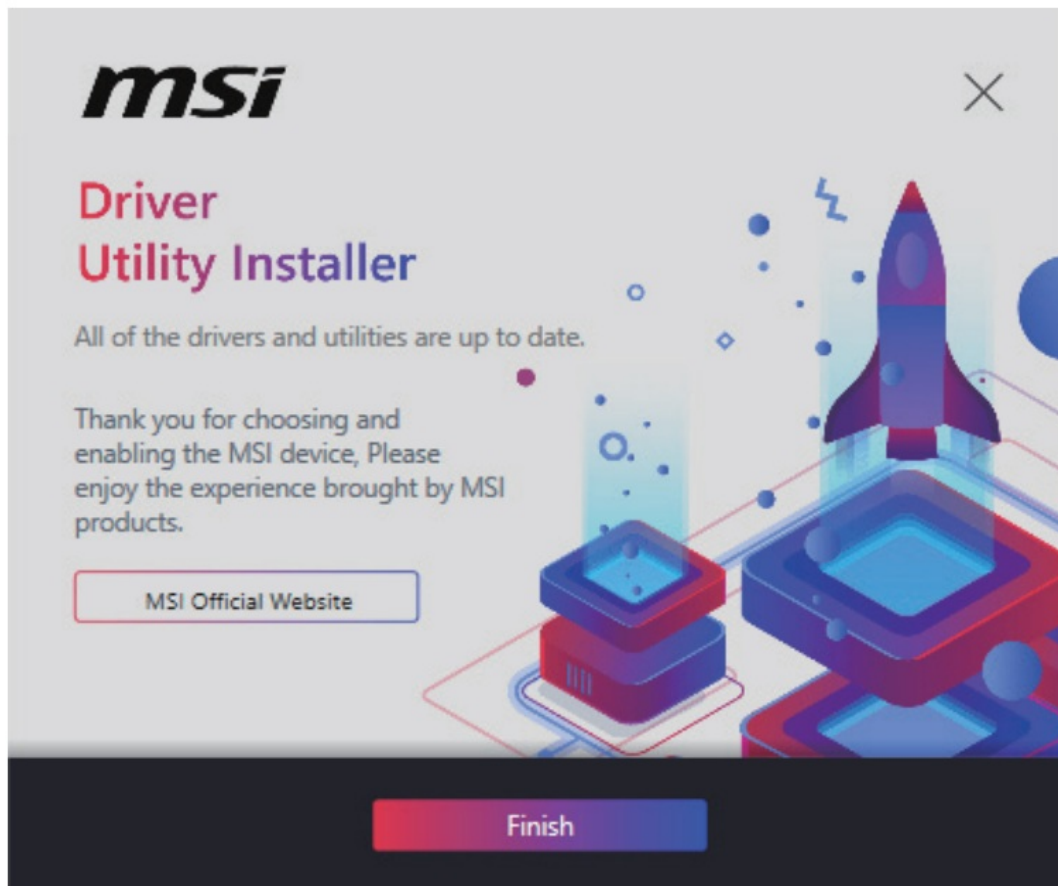 msi
Driver
Utility Installer
All of the drivers and utilities are up to date.
Thank you for choosing and
enabling the MSI device, Please
enjoy the experience brought by MSI
products.
MSI Official Website
Finish